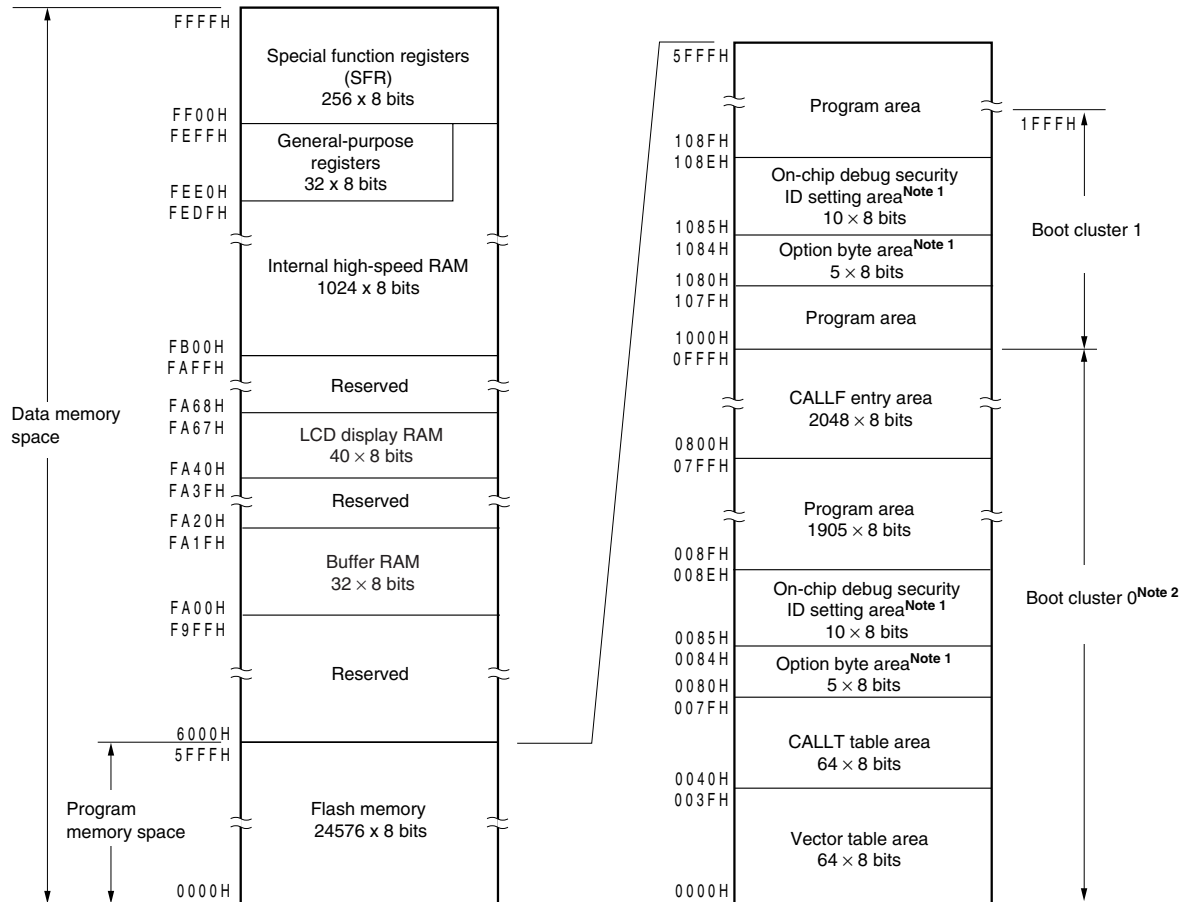 FFFFH
Special function registers
(SFR)
256 x 8 bits
FF00H
FEFFH
General-purpose
registers
32 x 8 bits
FEE0H
FEDFH
Internal high-speed RAM
1024 x 8 bits
FB00H
FAFFH
Reserved
FA68H
FA67H
LCD display RAM
40 × 8 bits
FA40H
FA3FH
Reserved
FA20H
FA1FH
Buffer RAM
32 × 8 bits
FA00H
F9FFH
Reserved
6000H
5FFFH
Flash memory
24576 x 8 bits
0000H
Data memory
space
Program
memory space
5FFFH
Program area
1FFFH
108FH
108EH
On-chip debug security
ID setting area Note 1
10 × 8 bits
1085H
1084H
Option byte area Note 1
5 × 8 bits
1080H
107FH
Program area
1000H
0FFFH
Boot cluster 1
CALLF entry area
2048 × 8 bits
0800H
07FFH
Program area
1905 × 8 bits
008FH
008EH
On-chip debug security
ID setting area Note 1
10 × 8 bits
0085H
0084H
Option byte area Note 1
5 × 8 bits
0080H
007FH
CALLT table area
64 × 8 bits
0040H
003FH
Vector table area
64 × 8 bits
0000H
Boot cluster 0 Note 2